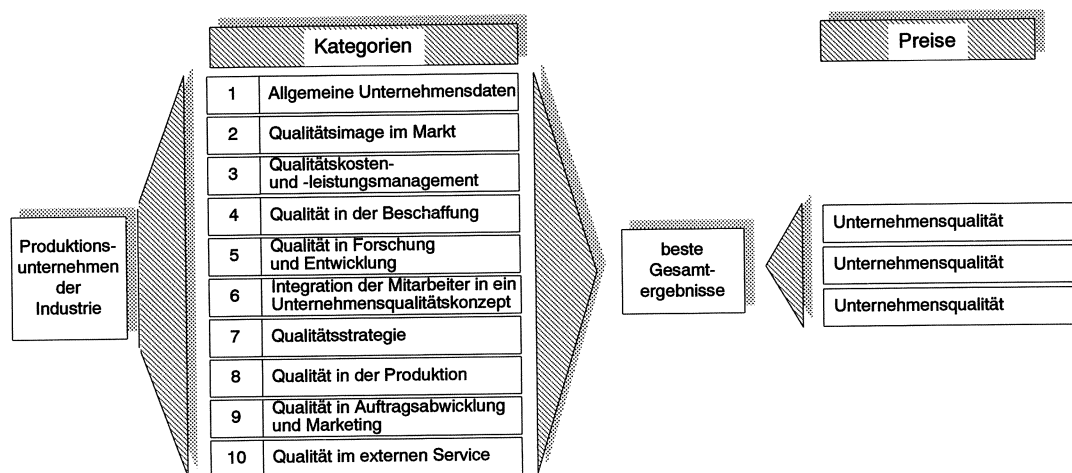 Kategorien
Preise
1 Allgemeine Unternehmensdaten
2 Qualitätsimage im Markt
3 Qualitätskosten-
und -leistungsmanagement
4 Qualität in der Beschaffung
5 Qualität in Forschung
und Entwicklung
6 Integration der Mitarbeiter in ein
Unternehmensqualitätskonzept
7 Qualitätsstrategie
8 Qualität in der Produktion
9 Qualität in Auftragsabwicklung
und Marketing
10 Qualität im externen Service
Produktions-
unternehmen
der
Industrie
beste
Gesamt-
ergebnisse
Unternehmensqualität
Unternehmensqualität
Unternehmensqualität